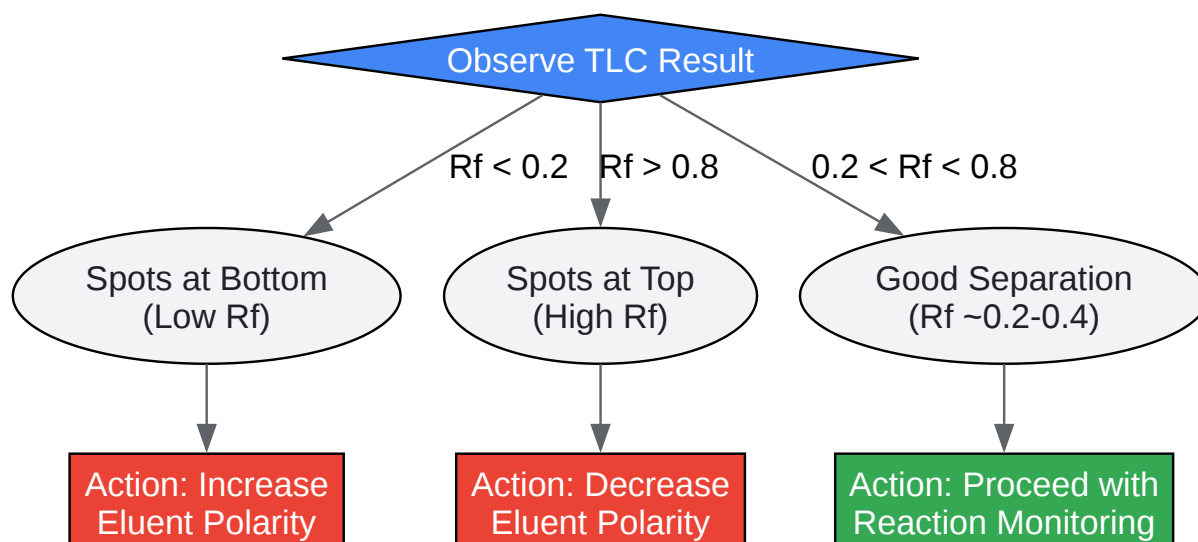 Observe TLC Result
Rf < 0.2
Rf > 0.8
0.2 < Rf < 0.8
Spots at Bottom
(Low Rf)
Spots at Top
(High Rf)
Good Separation
(Rf ~0.2-0.4)
Action: Increase
Eluent Polarity
Action: Decrease
Eluent Polarity
Action: Proceed with
Reaction Monitoring